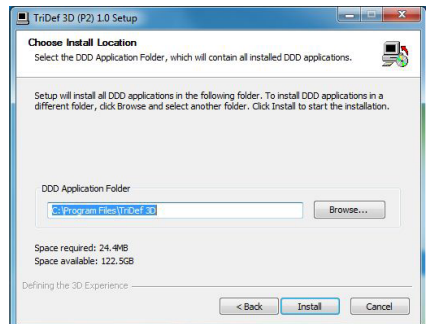 TriDef 3D (P2) 1.0 Setup
Choose Install Location
Select the DDD Application Folder, which will contain all installed DDD applications.
Setup will install all DDD applications in the following folder. To install DDD applications in a
different folder, click Browse and select another folder. Click Install to start the installation.
DDD Application Folder
C:\Program Files\TriDef 3D
Browse...
Space required: 24.4MB
Space available: 122.5GB
Defining the 3D Experience
< Back
Install
Cancel